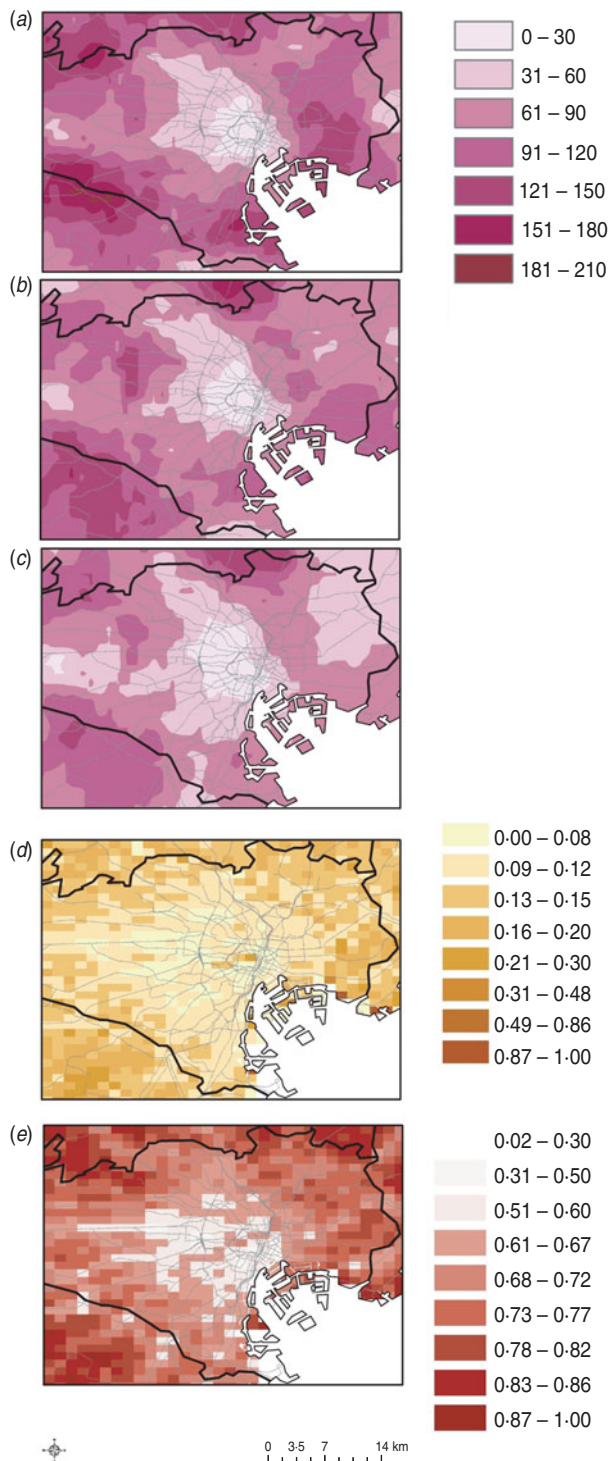 (a)
0 – 30
31 – 60
61 – 90
91 – 120
121 – 150
151 – 180
181 – 210
(b)
(c)
(d)
0·00 – 0·08
0·09 – 0·12
0·13 – 0·15
0·16 – 0·20
0·21 – 0·30
0·31 – 0·48
0·49 – 0·86
0·87 – 1·00
(e)
0·02 – 0·30
0·31 – 0·50
0·51 – 0·60
0·61 – 0·67
0·68 – 0·72
0·73 – 0·77
0·78 – 0·82
0·83 – 0·86
0·87 – 1·00
0 3·5 7 14 km